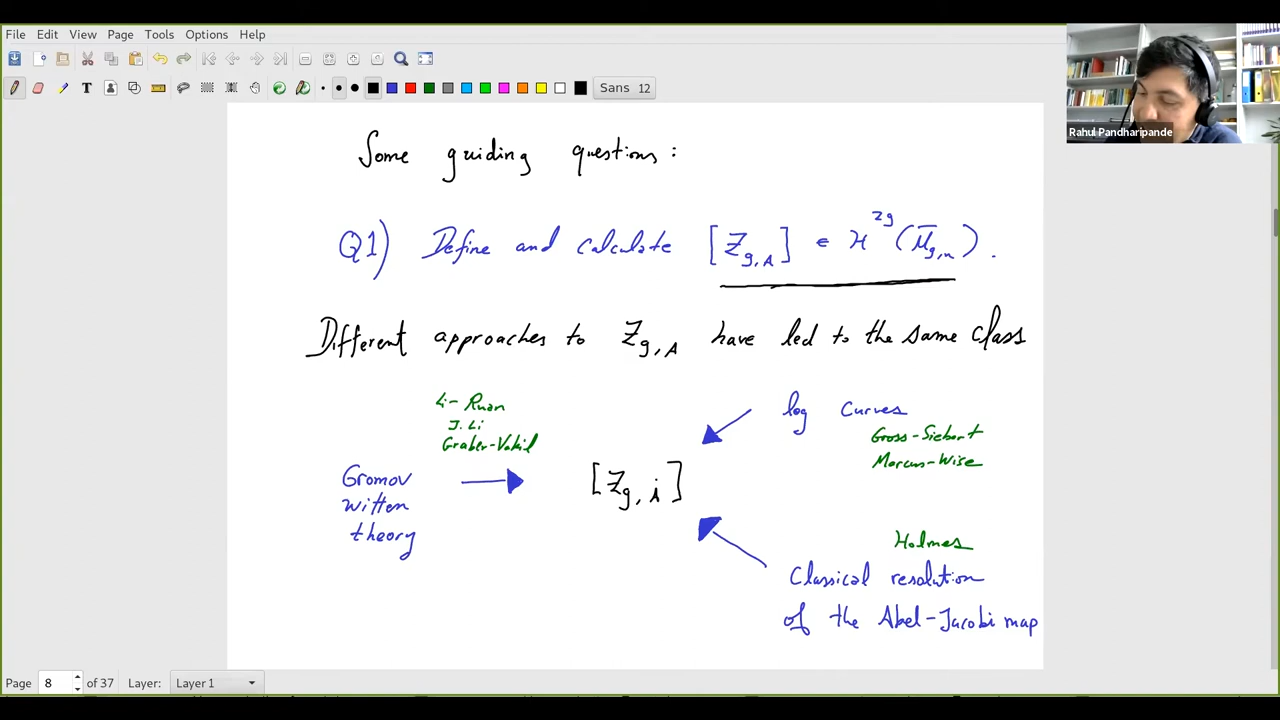 File Edit View Page Tools Options Help
Sans 12
Rahul Pandharipande
Some guiding questions :
Q1) Define and calculate [Z_{g,A}] ∈ H^{2g}(\bar{M}_{g,n}).
Different approaches to Z_{g,A} have led to the same class
Li-Ruan
J. Li
Graber-Vakil
log curves
Gross-Siebert
Marcus-Wise
Gromov
Witten
theory
[Z_{g,i}]
Holmes
Classical resolution
of the Abel-Jacobi map
Page 8 of 37 Layer: Layer 1